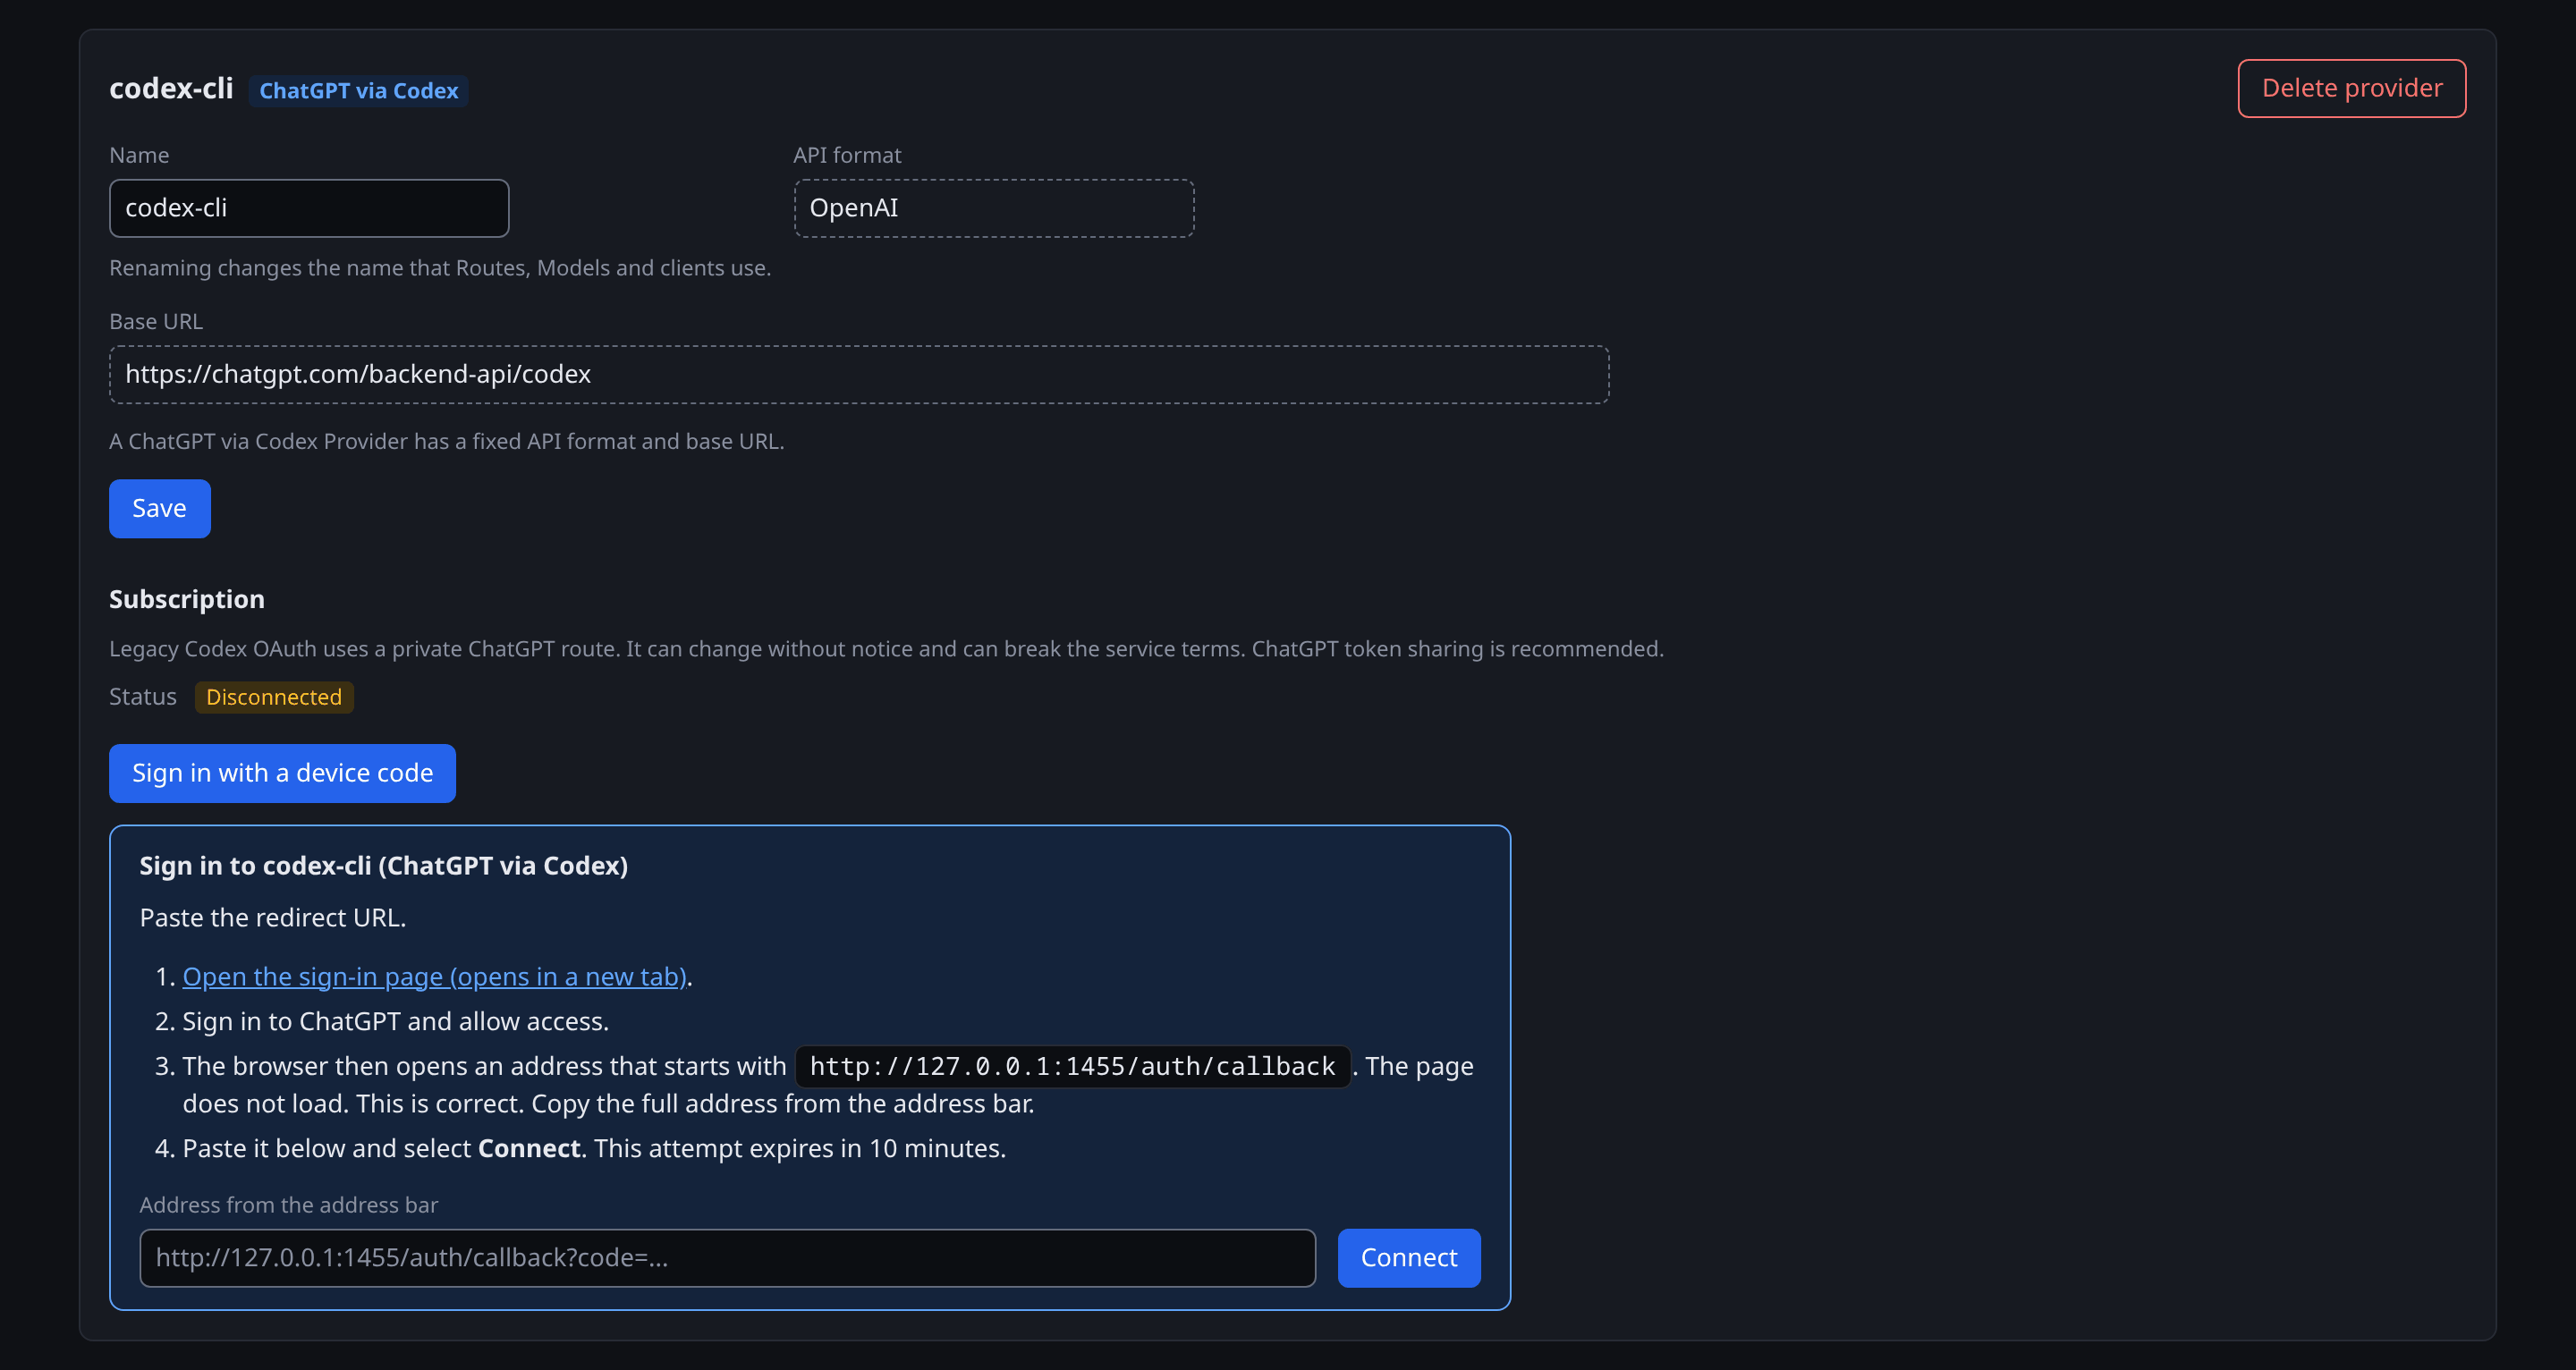 codex-cli ChatGPT via Codex Delete provider
Name API format
codex-cli OpenAI
Renaming changes the name that Routes, Models and clients use.
Base URL
https://chatgpt.com/backend-api/codex
A ChatGPT via Codex Provider has a fixed API format and base URL.
Save
Subscription
Legacy Codex OAuth uses a private ChatGPT route. It can change without notice and can break the service terms. ChatGPT token sharing is recommended.
Status Disconnected
Sign in with a device code
Sign in to codex-cli (ChatGPT via Codex)
Paste the redirect URL.
1. Open the sign-in page (opens in a new tab).
2. Sign in to ChatGPT and allow access.
3. The browser then opens an address that starts with http://127.0.0.1:1455/auth/callback. The page
does not load. This is correct. Copy the full address from the address bar.
4. Paste it below and select Connect. This attempt expires in 10 minutes.
Address from the address bar
http://127.0.0.1:1455/auth/callback?code=... Connect